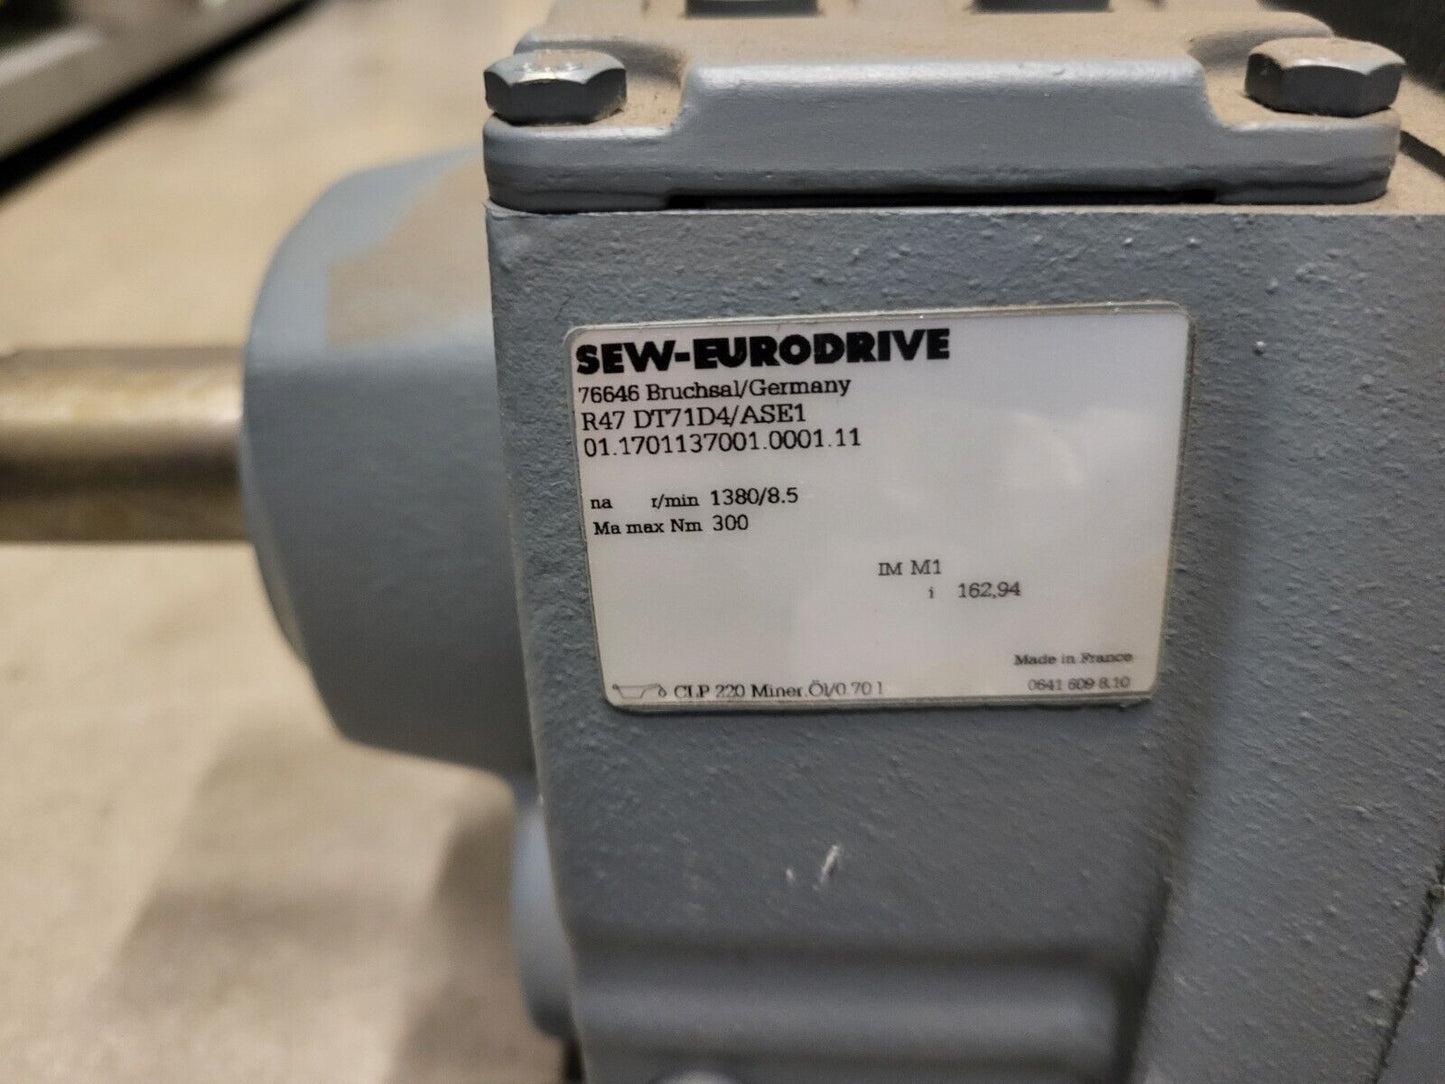 SEW-EURODRIVE
76646 Bruchsal/Germany
R47 DT71D4/ASE1
01.1701137001.0001.11
na r/min 1380/8.5
Ma max Nm 300
IM M1
i 162,94
Made in France
CLP 220 Miner.Öl/0.70 l
0641 609 8.10